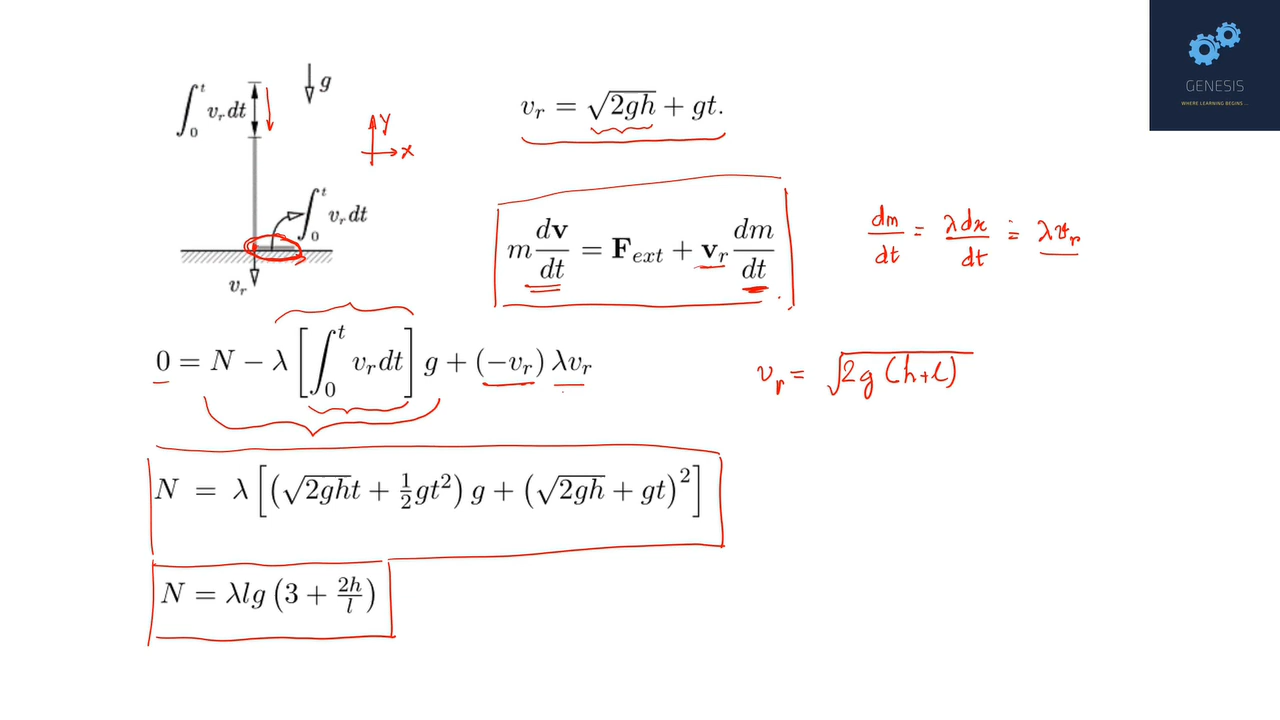 GENESIS
WHERE LEARNING BEGINS ...
∫₀ᵗ v_r dt
g
y
x
∫₀ᵗ v_r dt
v_r
v_r = √(2gh) + gt.
m d𝐯/dt = 𝐅_ext + 𝐯_r dm/dt
dm/dt = λdx/dt = λv_r
0 = N − λ [∫₀ᵗ v_r dt] g + (−v_r) λv_r
v_r = √(2g(h+l))
N = λ [(√(2gh)t + ½gt²) g + (√(2gh) + gt)²]
N = λlg (3 + 2h/l)